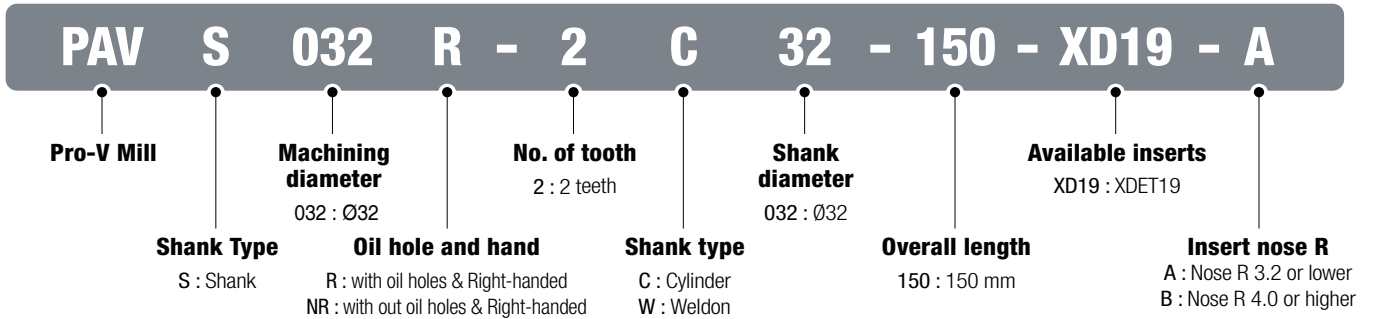 PAV S 032 R - 2 C 32 - 150 - XD19 - A
Pro-V Mill
Shank Type
S : Shank
Machining
diameter
032 : Ø32
Oil hole and hand
R : with oil holes & Right-handed
NR : with out oil holes & Right-handed
No. of tooth
2 : 2 teeth
Shank type
C : Cylinder
W : Weldon
Shank
diameter
032 : Ø32
Overall length
150 : 150 mm
Available inserts
XD19 : XDET19
Insert nose R
A : Nose R 3.2 or lower
B : Nose R 4.0 or higher